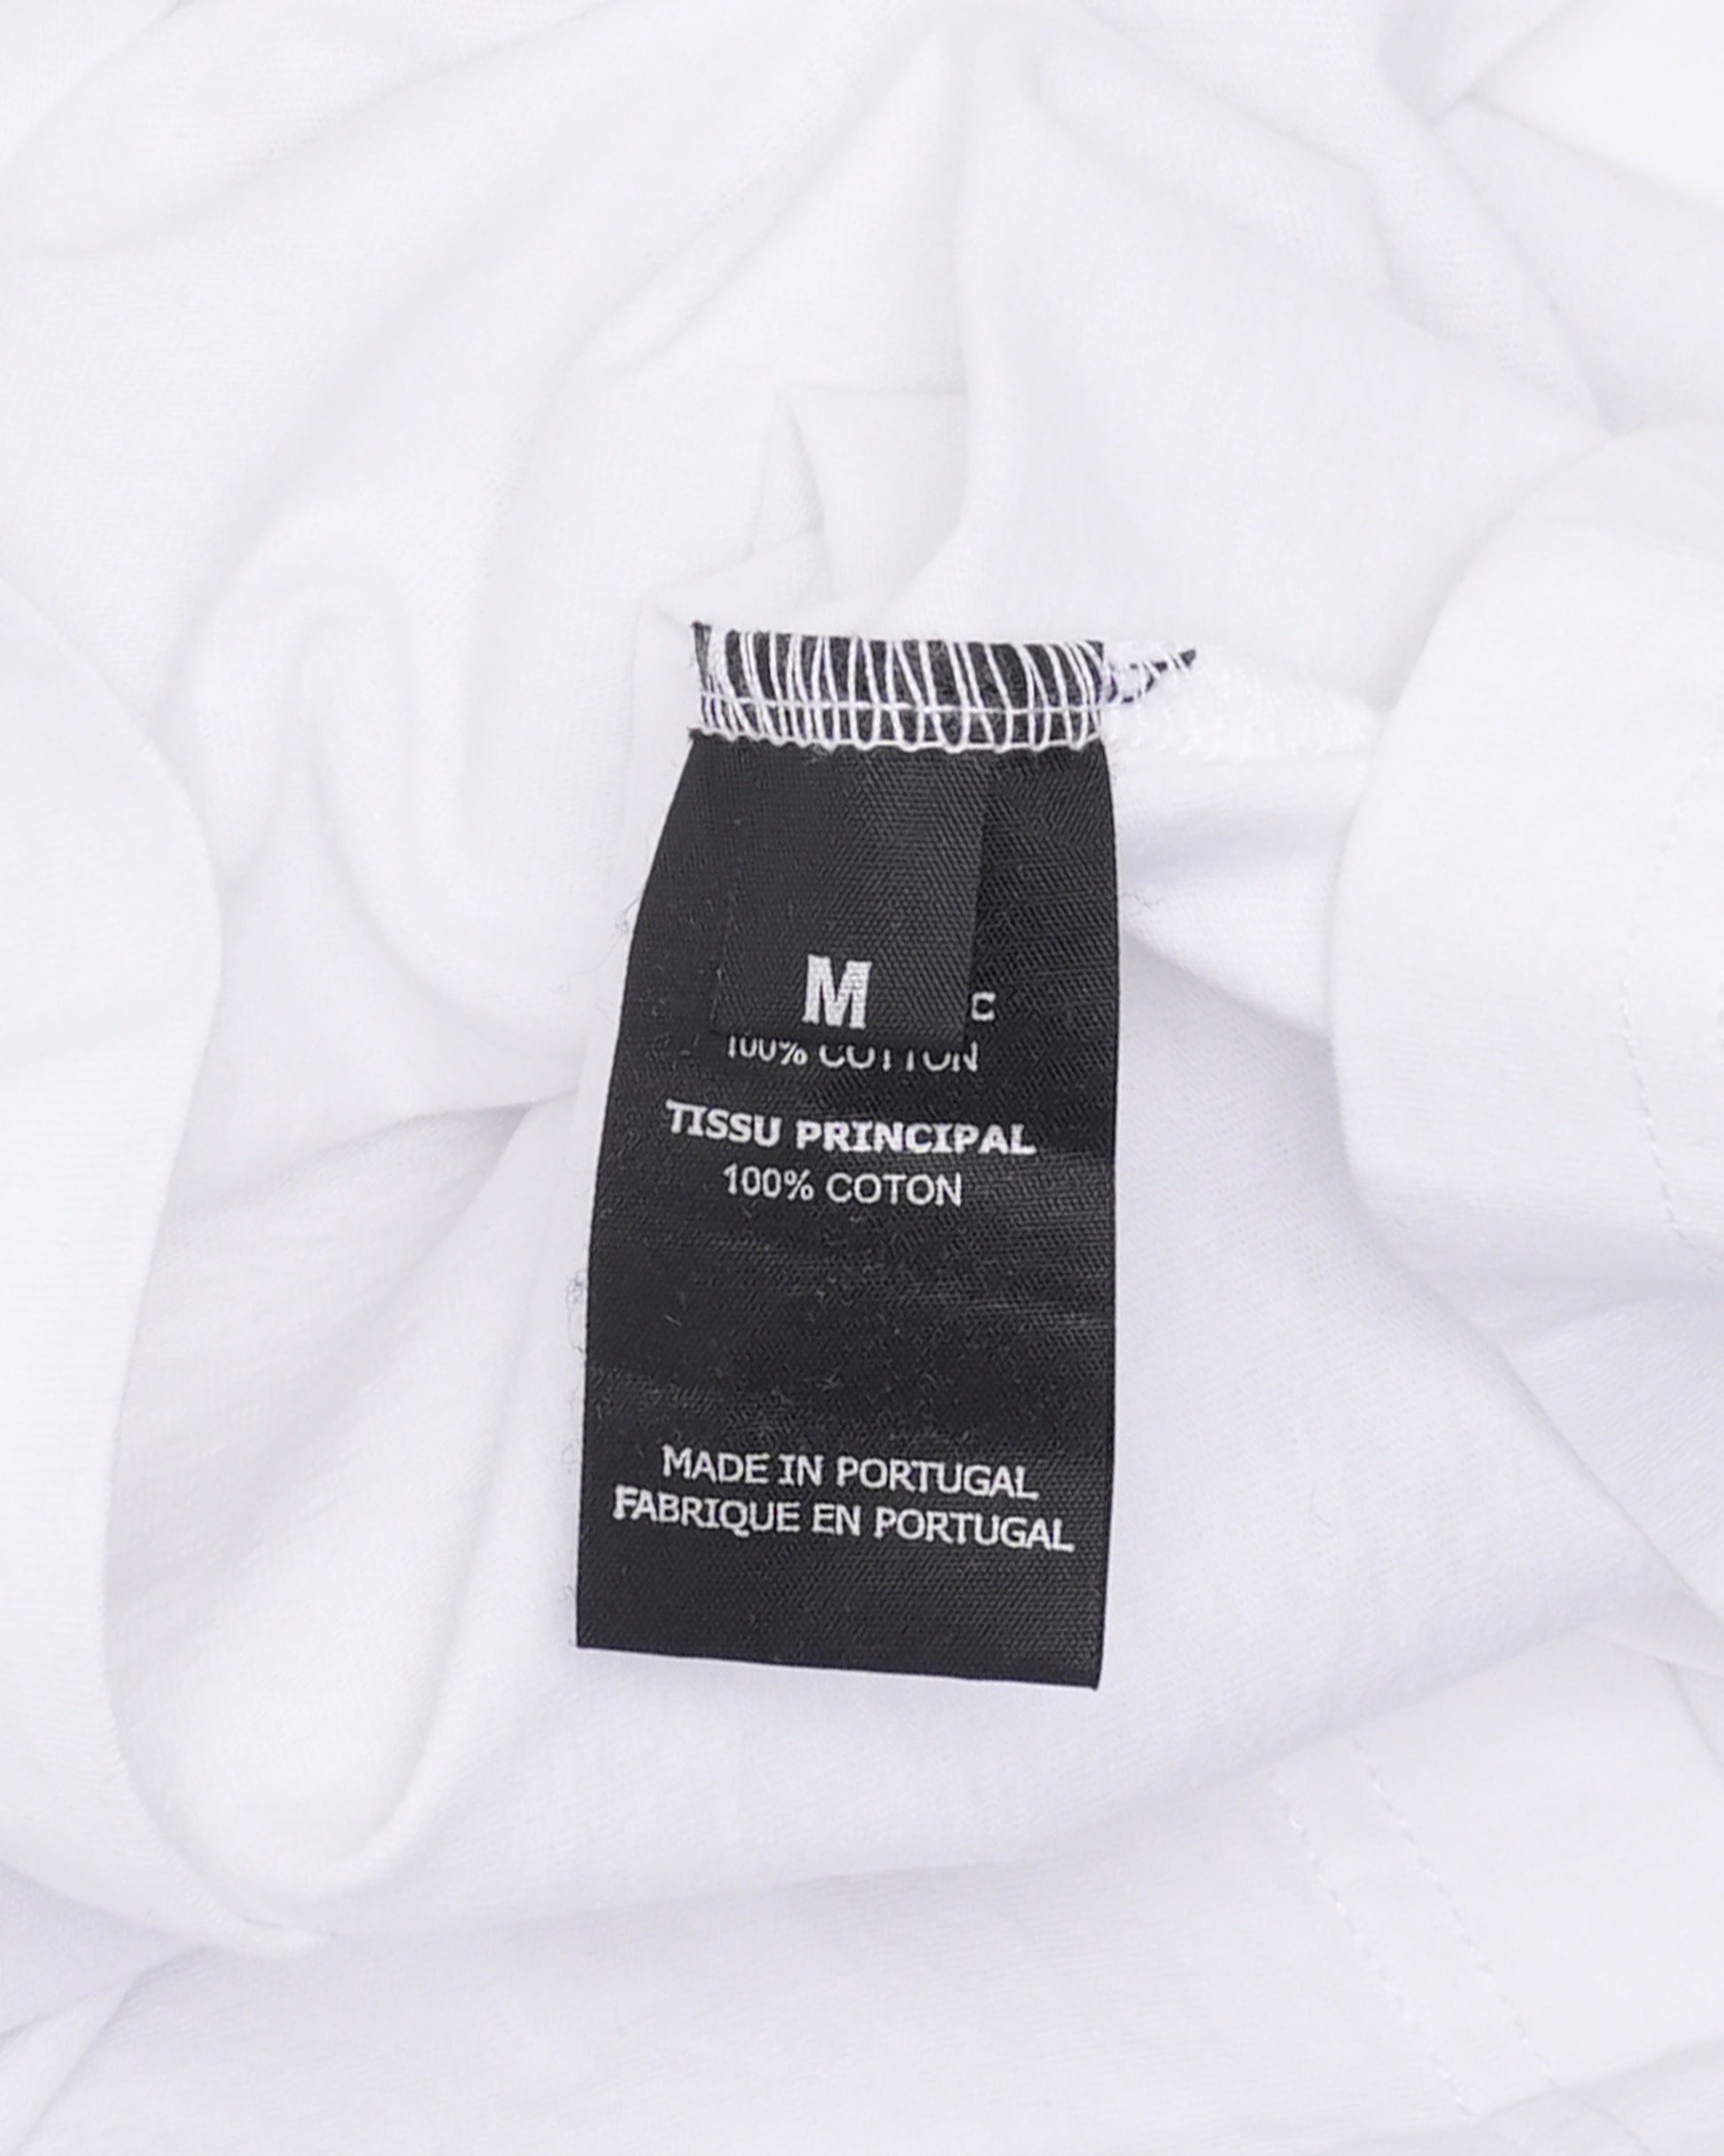 M
C
100% COTTON
TISSU PRINCIPAL
100% COTON
MADE IN PORTUGAL
FABRIQUE EN PORTUGAL